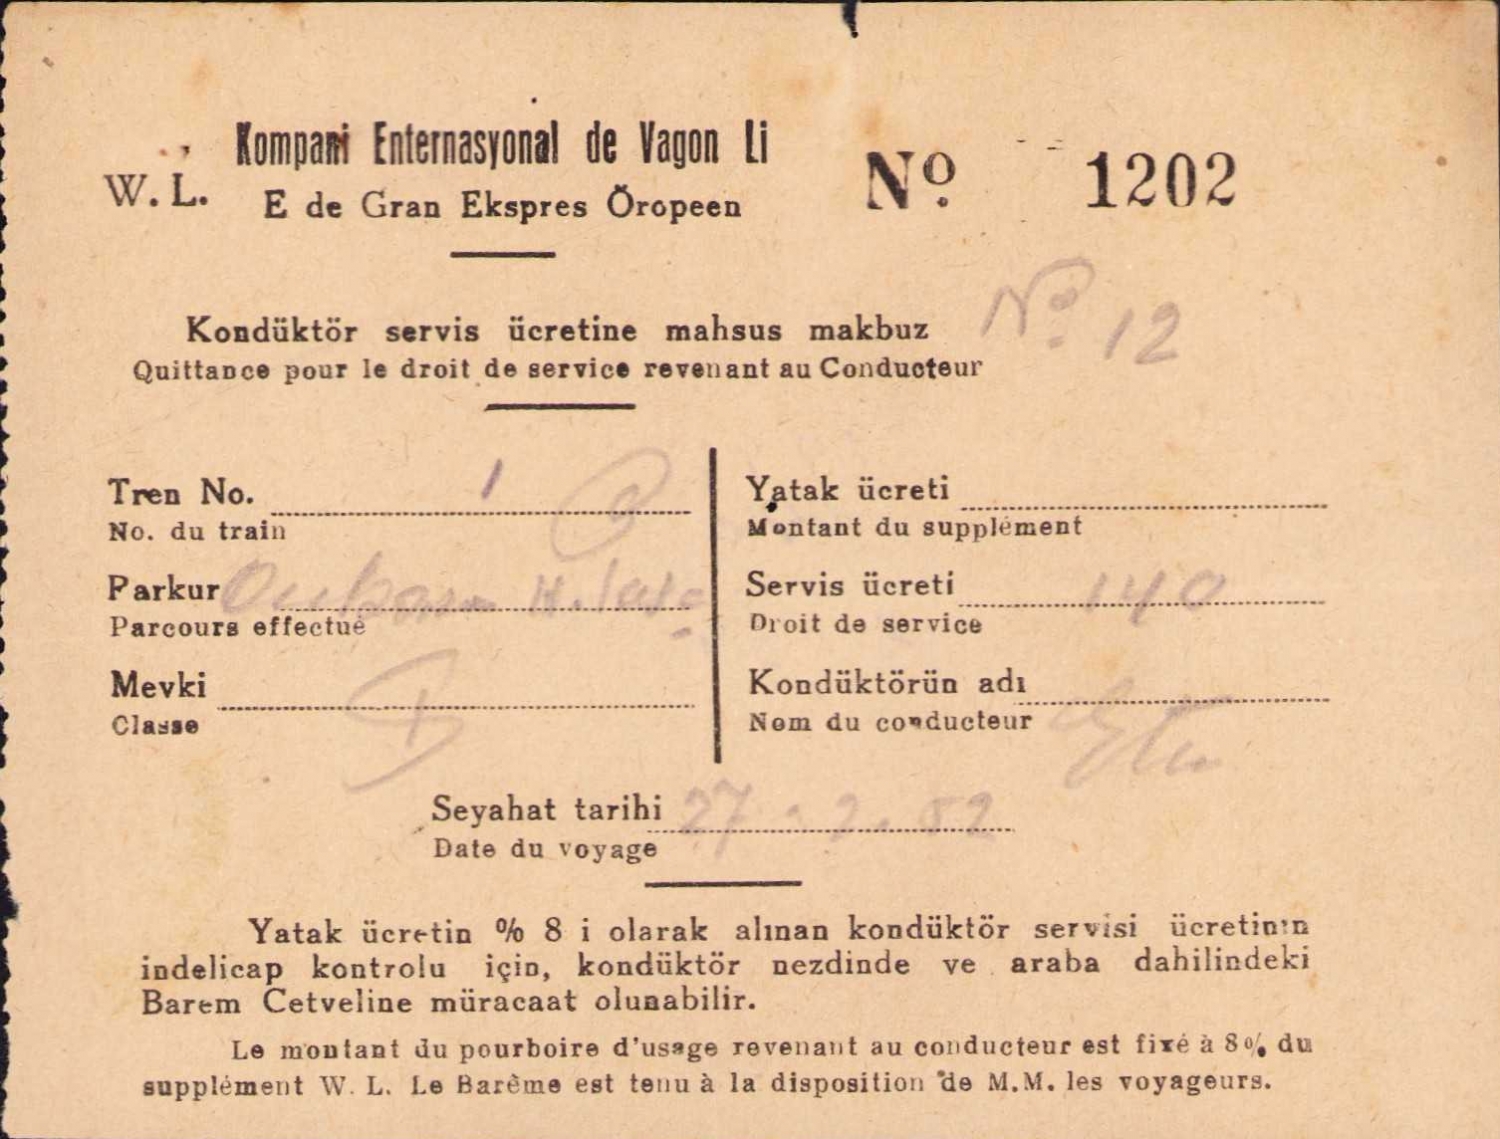 Kompani Enternasyonal de Vagon Li
W. L. E de Gran Ekspres Öropeen
Nº 1202
Nº 12
Kondüktör servis ücretine mahsus makbuz
Quittance pour le droit de service revenant au Conducteur
Tren No. 1
No. du train
Parkur H.
Parcours effectué
Mevki
Classe
Yatak ücreti
Montant du supplément
Servis ücreti 140
Droit de service
Kondüktörün adı
Nom du conducteur
Seyahat tarihi 27 . 2 . 52
Date du voyage
Yatak ücretin % 8 i olarak alınan kondüktör servisi ücretinin
indelicap kontrolu için, kondüktör nezdinde ve araba dahilindeki
Barem Cetveline müracaat olunabilir.
Le montant du pourboire d'usage revenant au conducteur est fixé à 8 % du
supplément W. L. Le Barême est tenu à la disposition de M.M. les voyageurs.